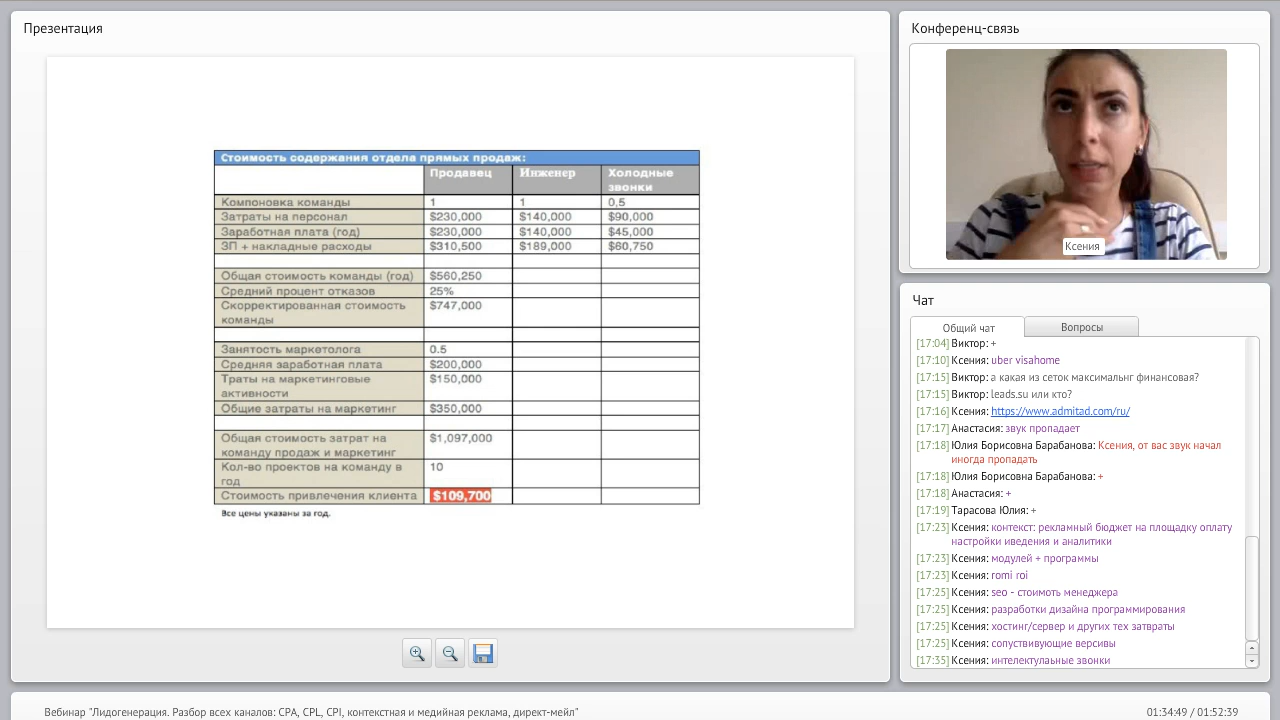 Презентация
Стоимость содержания отдела прямых продаж:
Продавец Инженер Холодные
звонки
Компоновка команды 1 1 0,5
Затраты на персонал $230,000 $140,000 $90,000
Заработная плата (год) $230,000 $140,000 $45,000
ЗП + накладные расходы $310,500 $189,000 $60,750
Общая стоимость команды (год) $560,250
Средний процент отказов 25%
Скорректированная стоимость $747,000
команды
Занятость маркетолога 0.5
Средняя заработная плата $200,000
Траты на маркетинговые $150,000
активности
Общие затраты на маркетинг $350,000
Общая стоимость затрат на $1,097,000
команду продаж и маркетинг
Кол-во проектов на команду в 10
год
Стоимость привлечения клиента $109,700
Все цены указаны за год.
Конференц-связь
Ксения
Чат
Общий чат Вопросы
[17:04] Виктор: +
[17:10] Ксения: uber visahome
[17:15] Виктор: а какая из сеток максимальнг финансовая?
[17:15] Виктор: leads.su или кто?
[17:16] Ксения: https://www.admitad.com/ru/
[17:17] Анастасия: звук пропадает
[17:18] Юлия Борисовна Барабанова: Ксения, от вас звук начал
иногда пропадать
[17:18] Юлия Борисовна Барабанова: +
[17:18] Анастасия: +
[17:19] Тарасова Юлия: +
[17:23] Ксения: контекст: рекламный бюджет на площадку оплату
настройки иведения и аналитики
[17:23] Ксения: модулей + программы
[17:23] Ксения: romi roi
[17:25] Ксения: seo - стоимоть менеджера
[17:25] Ксения: разработки дизайна программирования
[17:25] Ксения: хостинг/сервер и других тех затвраты
[17:25] Ксения: сопуствивующие версивы
[17:35] Ксения: интелектулаьные звонки
Вебинар "Лидогенерация. Разбор всех каналов: CPA, CPL, CPI, контекстная и медийная реклама, директ-мейл"
01:34:49 / 01:52:39